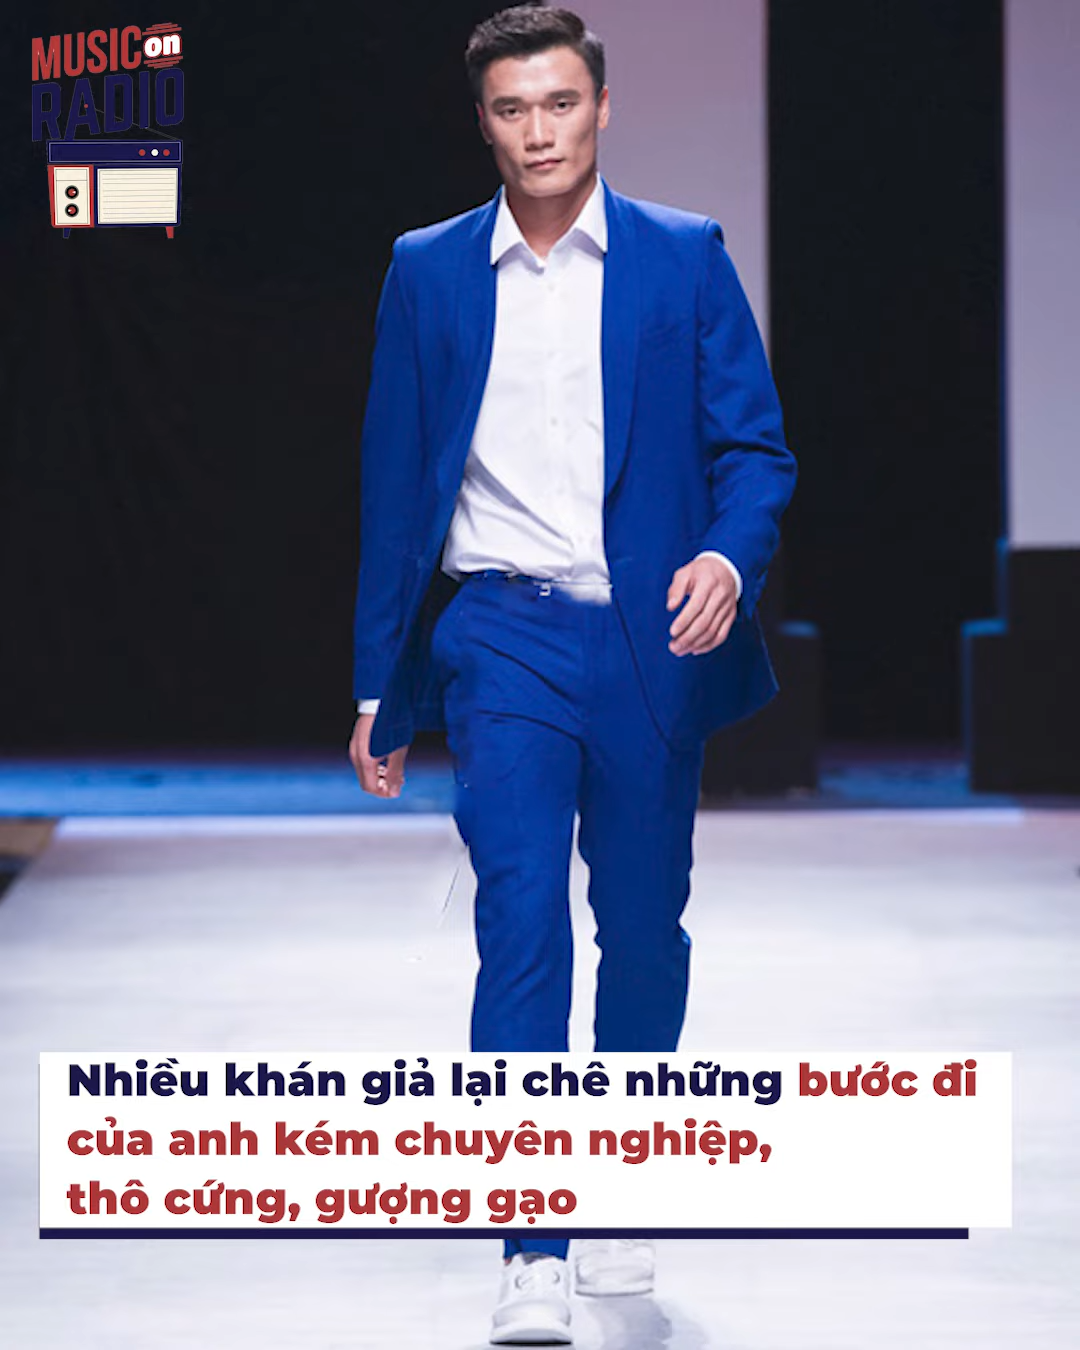 MUSIC on
RADIO
Nhiều khán giả lại chê những bước đi
của anh kém chuyên nghiệp,
thô cứng, gượng gạo